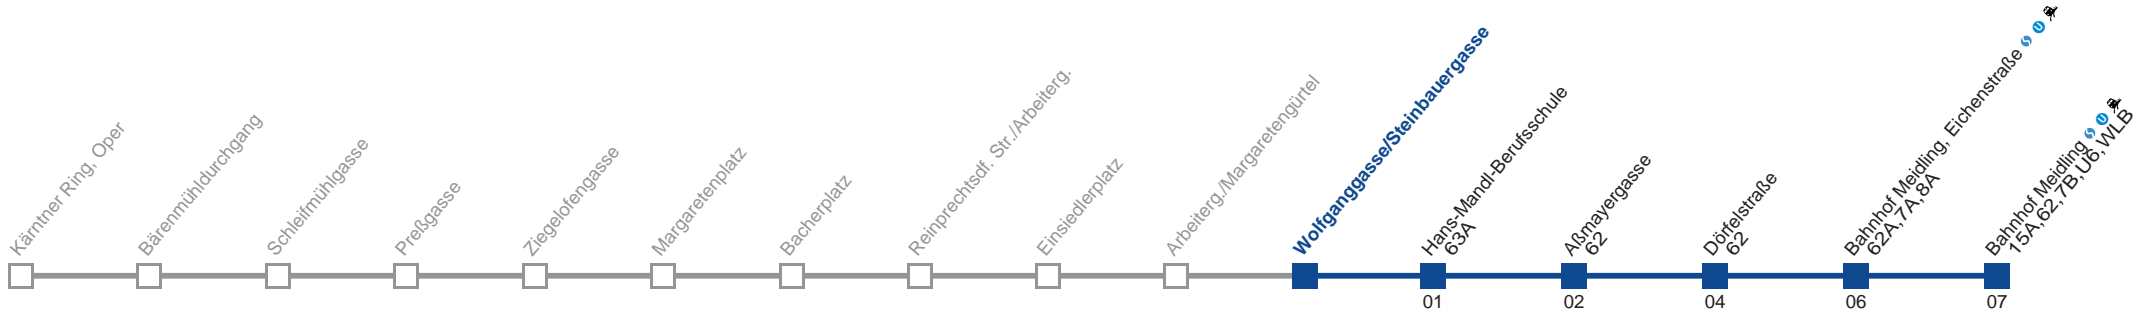 Kärntner Ring, Oper
Bärenmühldurchgang
Schleifmühlgasse
Preßgasse
Ziegelofengasse
Margaretenplatz
Bacherplatz
Reinprechtsdf. Str./Arbeiterg.
Einsiedlerplatz
Arbeiterg./Margaretengürtel
Wolfganggasse/Steinbauergasse
Hans-Mandl-Berufsschule
63A
01
Aßmayergasse
62
02
Dörfelstraße
62
04
Bahnhof Meidling, Eichenstraße S U
62A,7A,8A
06
Bahnhof Meidling S U
15A,62,7B,U6,WLB
07